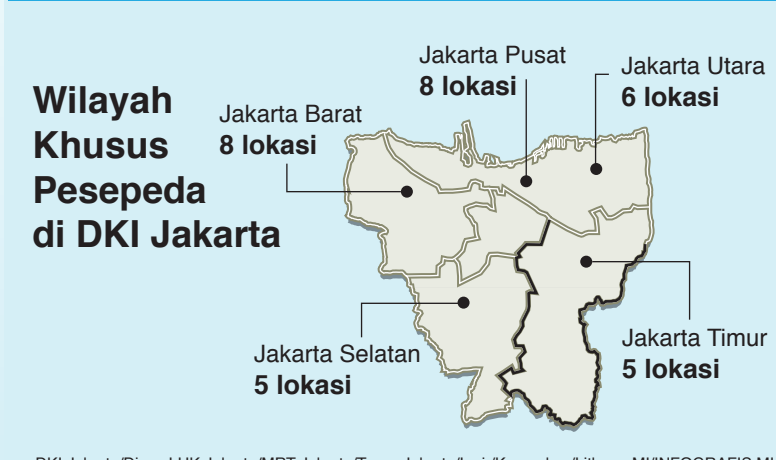 Wilayah
Khusus
Pesepeda
di DKI Jakarta
Jakarta Barat
8 lokasi
Jakarta Pusat
8 lokasi
Jakarta Utara
6 lokasi
Jakarta Selatan
5 lokasi
Jakarta Timur
5 lokasi